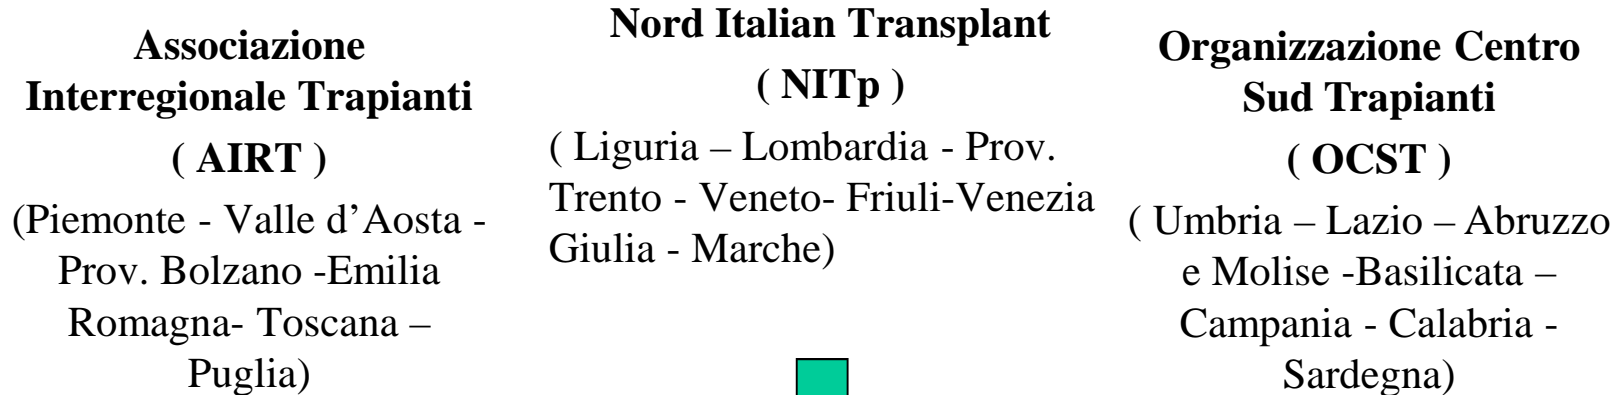 Associazione
Interregionale Trapianti
( AIRT )
(Piemonte - Valle d’Aosta -
Prov. Bolzano -Emilia
Romagna- Toscana –
Puglia)
Nord Italian Transplant
( NITp )
( Liguria – Lombardia - Prov.
Trento - Veneto- Friuli-Venezia
Giulia - Marche)
Organizzazione Centro
Sud Trapianti
( OCST )
( Umbria – Lazio – Abruzzo
e Molise -Basilicata –
Campania - Calabria -
Sardegna)